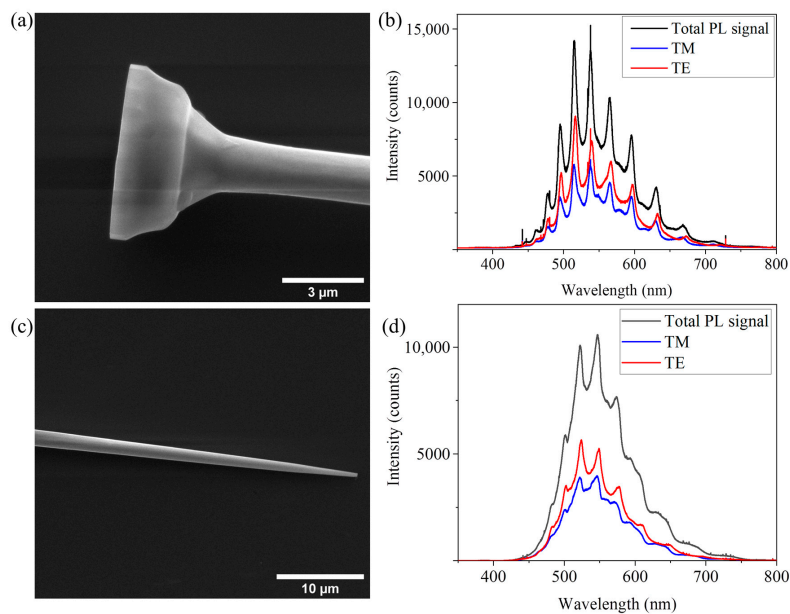 (a)
3 μm
(b)
Total PL signal
TM
TE
15,000
10,000
5000
Intensity (counts)
400 500 600 700 800
Wavelength (nm)
(c)
10 μm
(d)
Total PL signal
TM
TE
10,000
5000
Intensity (counts)
400 500 600 700 800
Wavelength (nm)